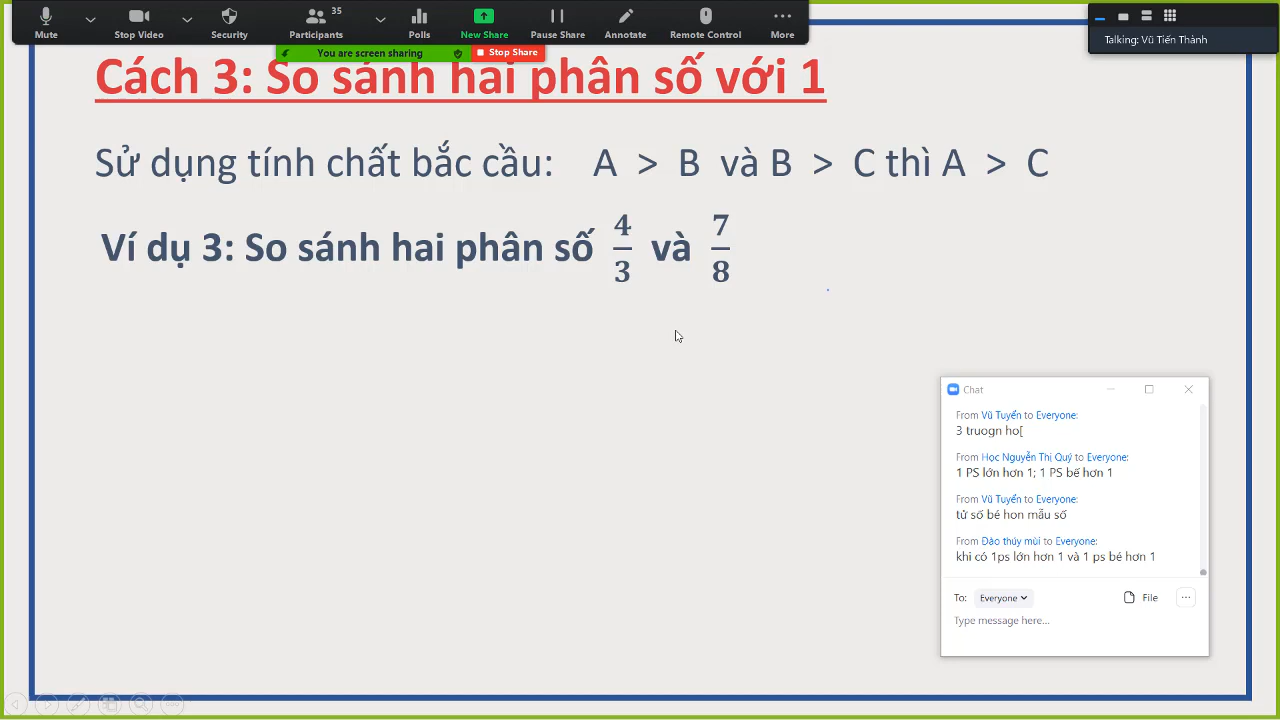 Mute
Stop Video
Security
Participants
35
Polls
New Share
Pause Share
Annotate
Remote Control
More
You are screen sharing
Stop Share
Talking: Vũ Tiến Thành
Cách 3: So sánh hai phân số với 1
Sử dụng tính chất bắc cầu: A > B và B > C thì A > C
Ví dụ 3: So sánh hai phân số 4/3 và 7/8
Chat
From Vũ Tuyển to Everyone:
3 truogn ho[
From Học Nguyễn Thị Quý to Everyone:
1 PS lớn hơn 1; 1 PS bế hơn 1
From Vũ Tuyển to Everyone:
tử số bé hon mẫu số
From Đào thúy mùi to Everyone:
khi có 1ps lớn hơn 1 và 1 ps bé hơn 1
To: Everyone
File
Type message here...